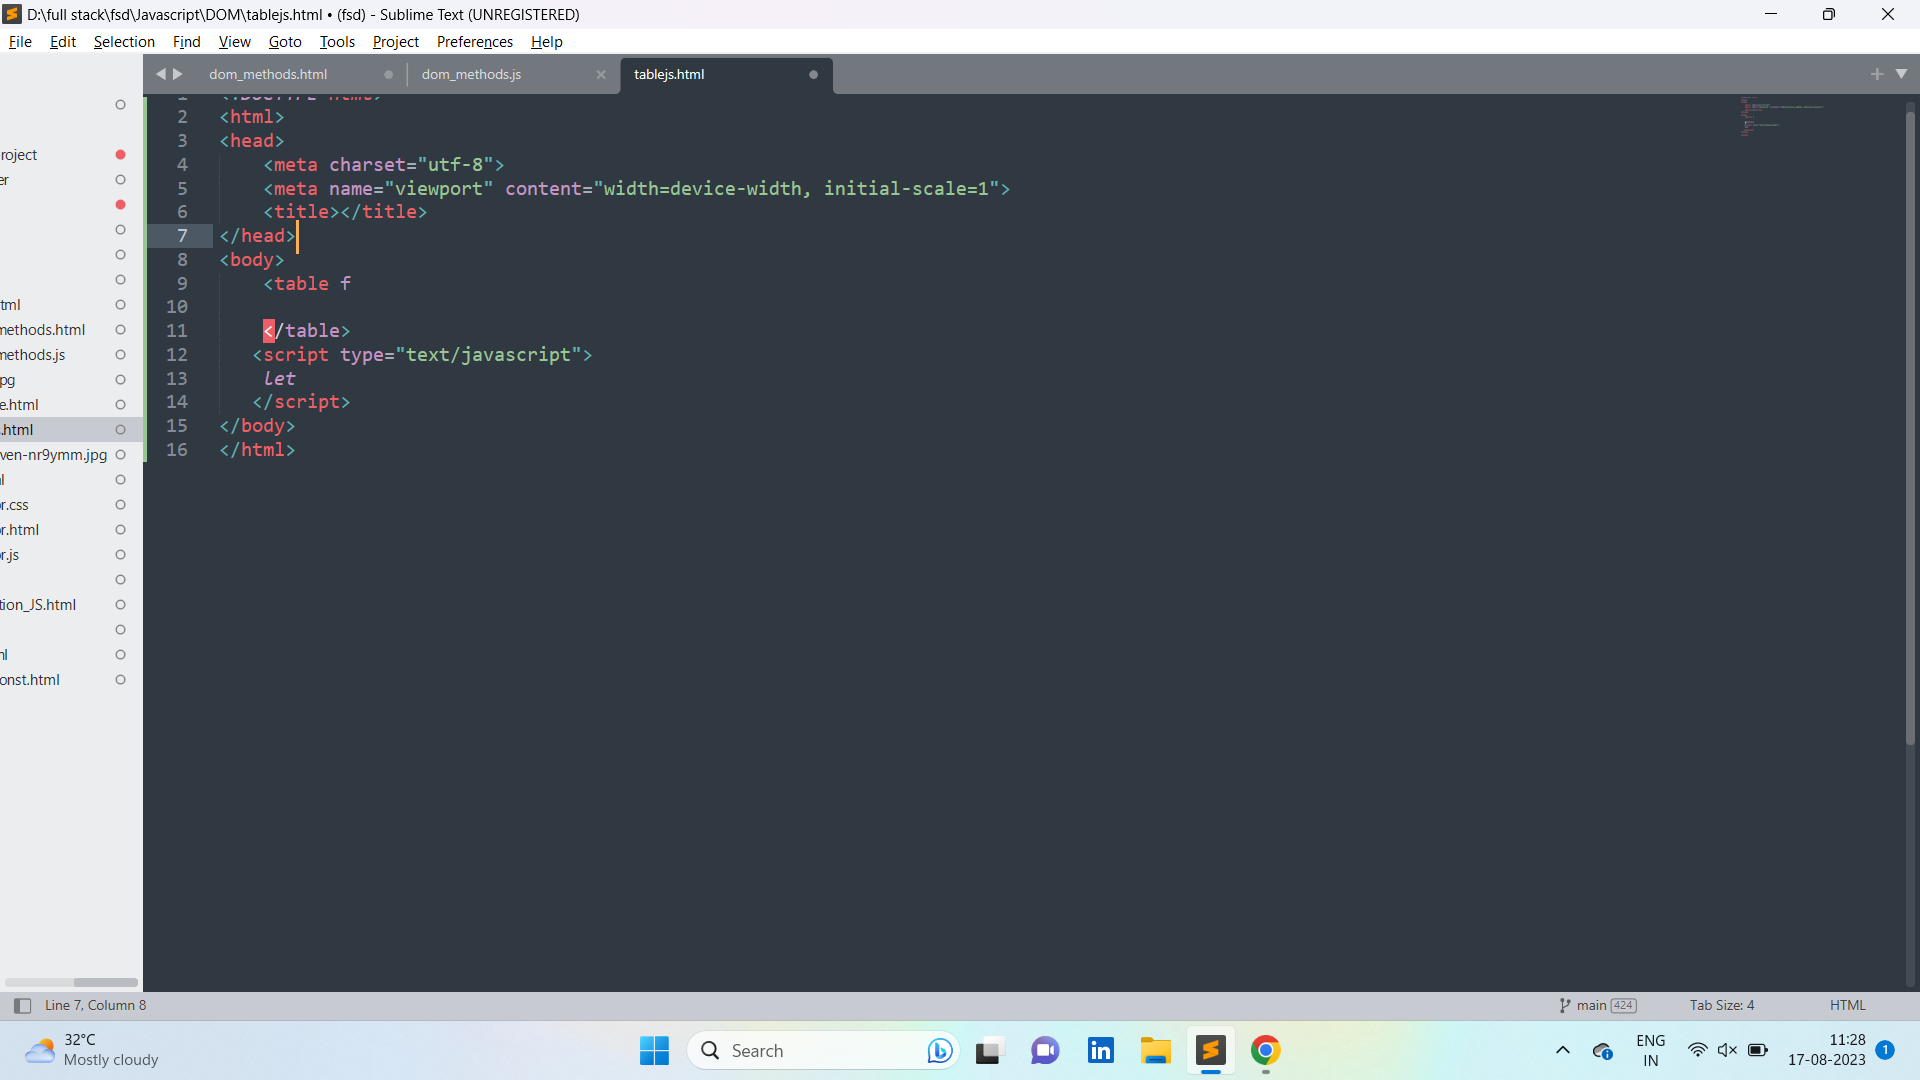 D:\full stack\fsd\Javascript\DOM\tablejs.html • (fsd) - Sublime Text (UNREGISTERED)
File Edit Selection Find View Goto Tools Project Preferences Help
dom_methods.html dom_methods.js tablejs.html
1 <!DOCTYPE html>
2 <html>
3 <head>
4 <meta charset="utf-8">
5 <meta name="viewport" content="width=device-width, initial-scale=1">
6 <title></title>
7 </head>
8 <body>
9 <table f
10
11 </table>
12 <script type="text/javascript">
13 let
14 </script>
15 </body>
16 </html>
roject
er
tml
methods.html
methods.js
pg
e.html
.html
ven-nr9ymm.jpg
l
or.css
or.html
or.js
tion_JS.html
ml
onst.html
Line 7, Column 8 main 424 Tab Size: 4 HTML
32°C
Mostly cloudy
Search
ENG
IN
11:28
17-08-2023
1